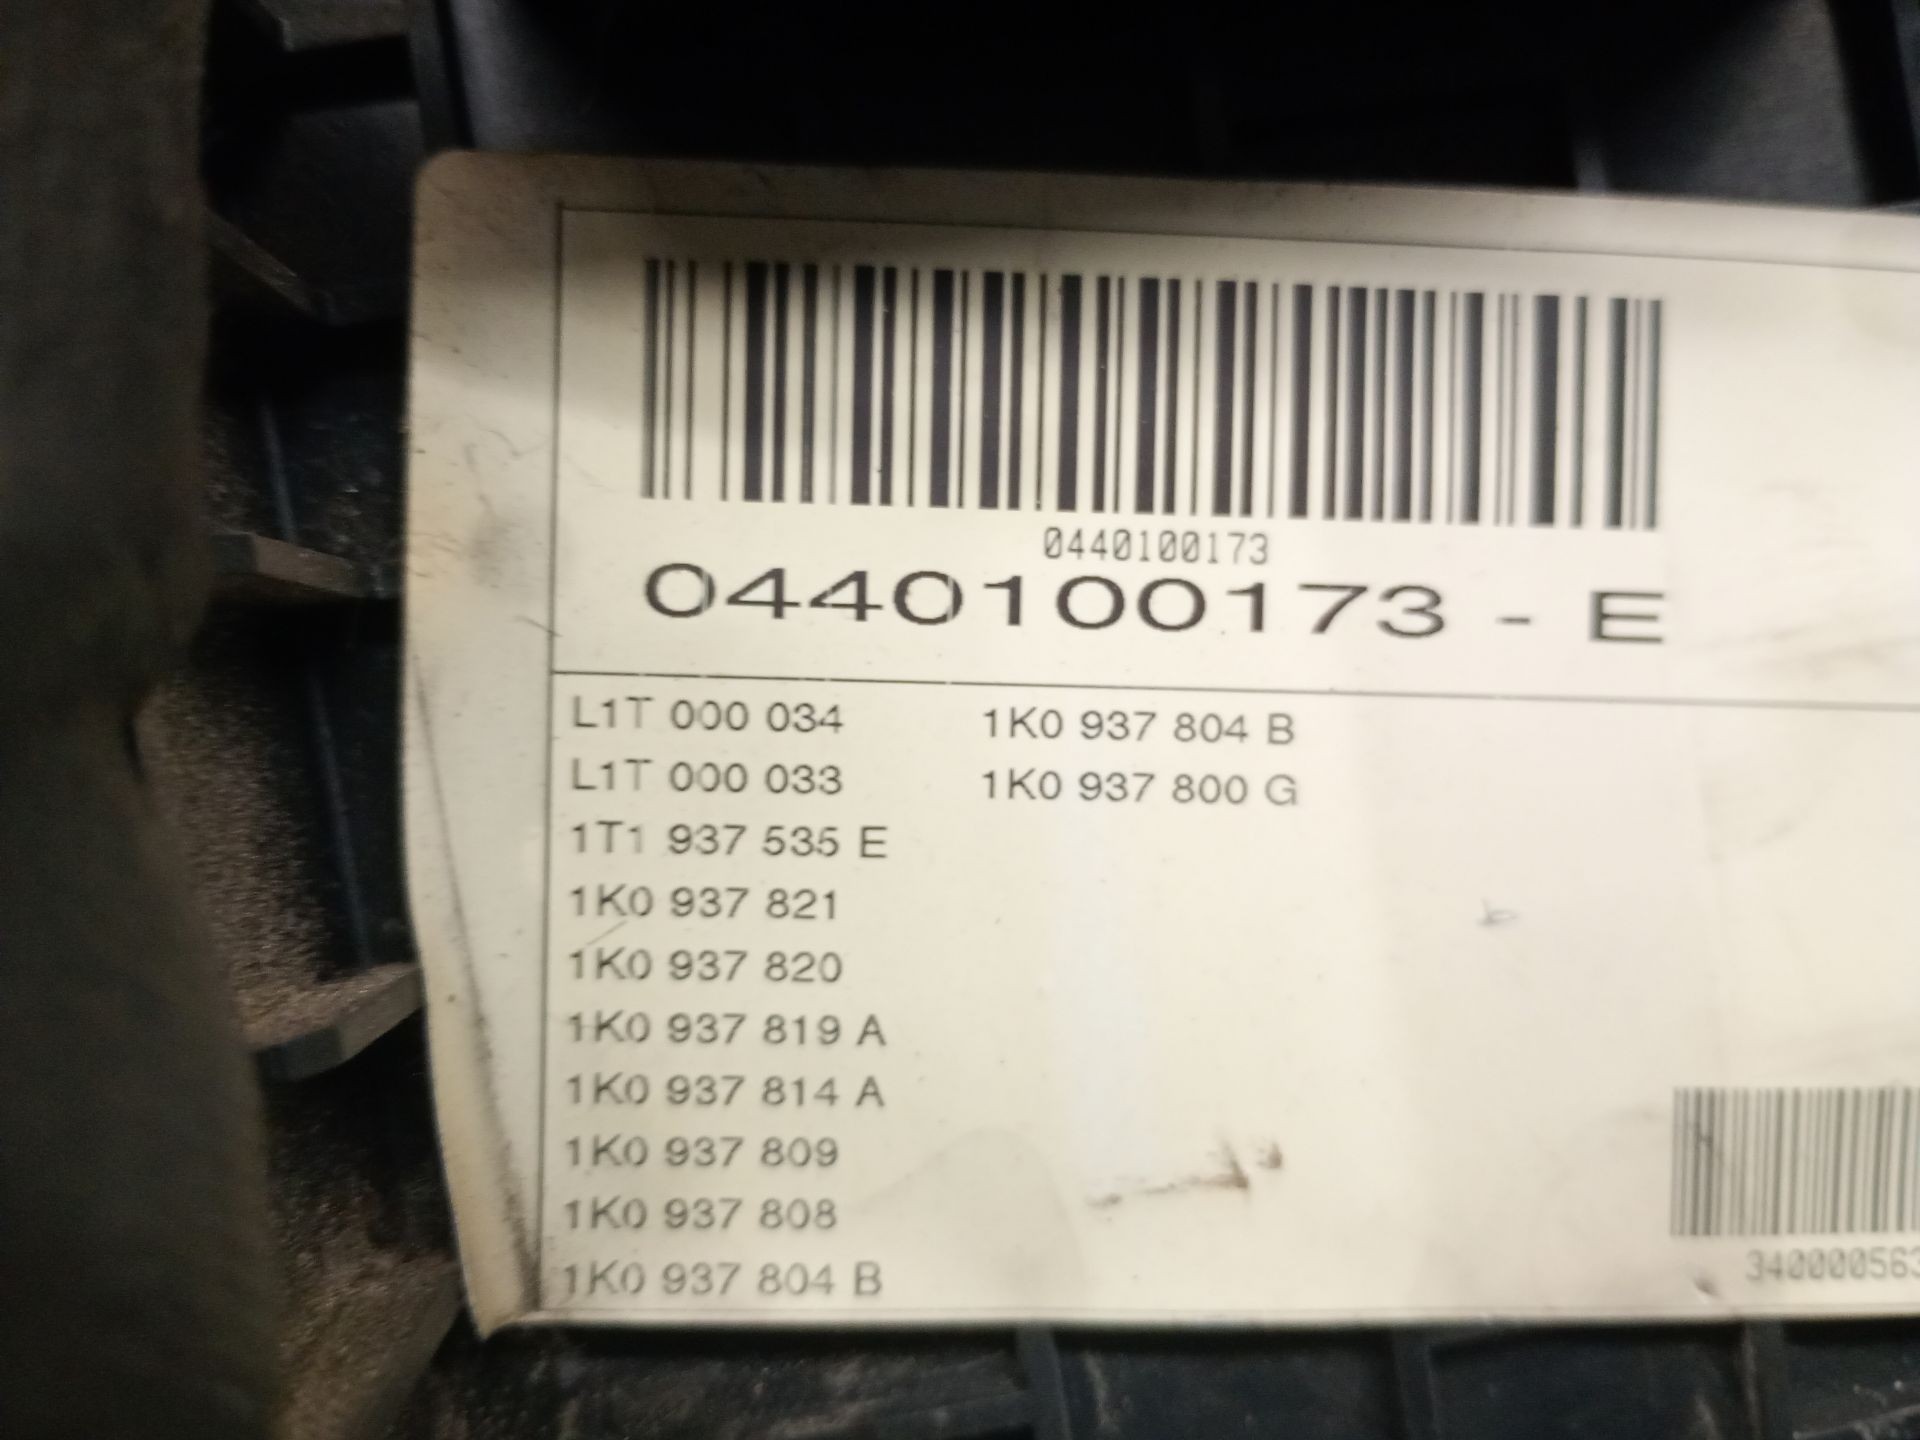 0440100173
0440100173 - E
L1T 000 034
L1T 000 033
1T1 937 535 E
1K0 937 821
1K0 937 820
1K0 937 819 A
1K0 937 814 A
1K0 937 809
1K0 937 808
1K0 937 804 B
1K0 937 804 B
1K0 937 800 G
340000563